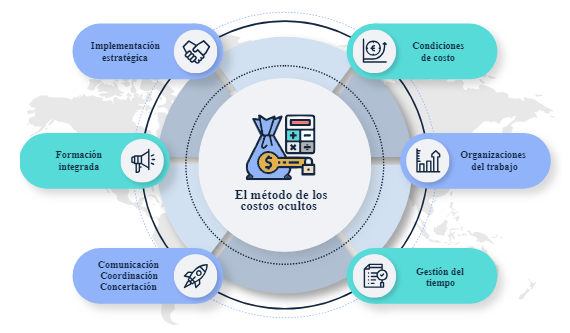 Implementación
estratégica
Condiciones
de costo
Formación
integrada
El método de los
costos ocultos
Organizaciones
del trabajo
Comunicación
Coordinación
Concertación
Gestión del
tiempo